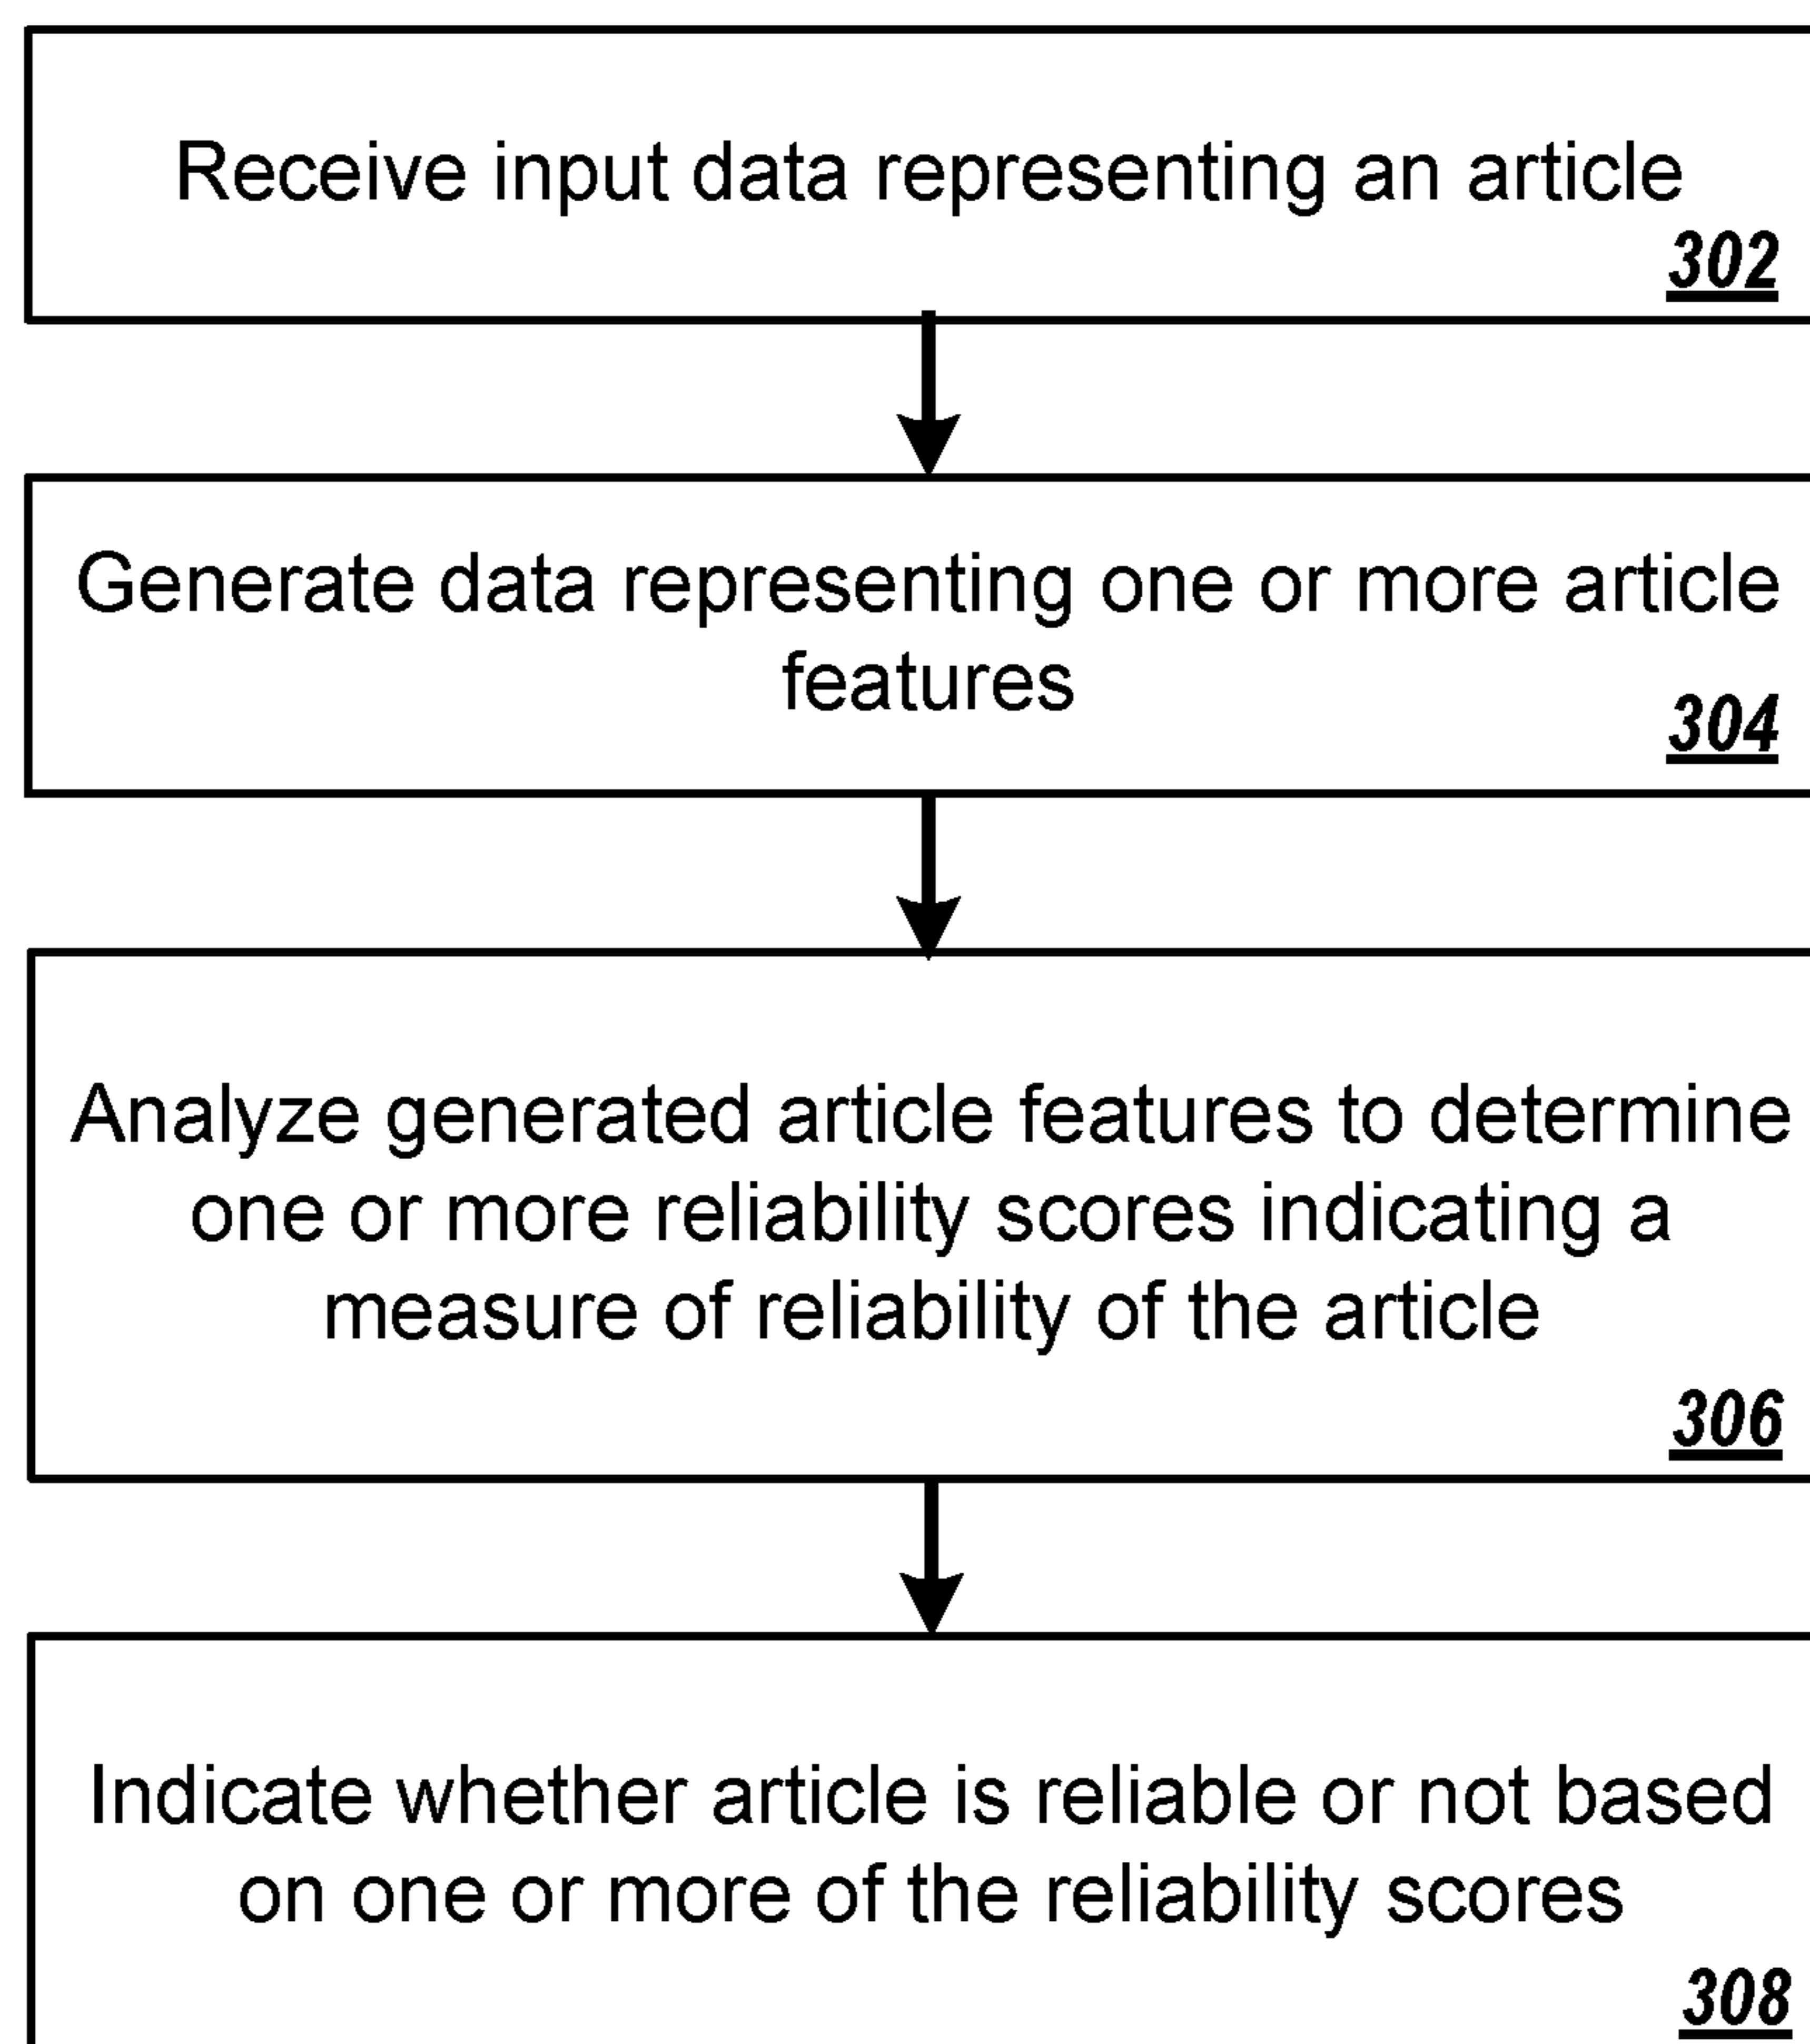 Receive input data representing an article
302
Generate data representing one or more article
features
304
Analyze generated article features to determine
one or more reliability scores indicating a
measure of reliability of the article
306
Indicate whether article is reliable or not based
on one or more of the reliability scores
308